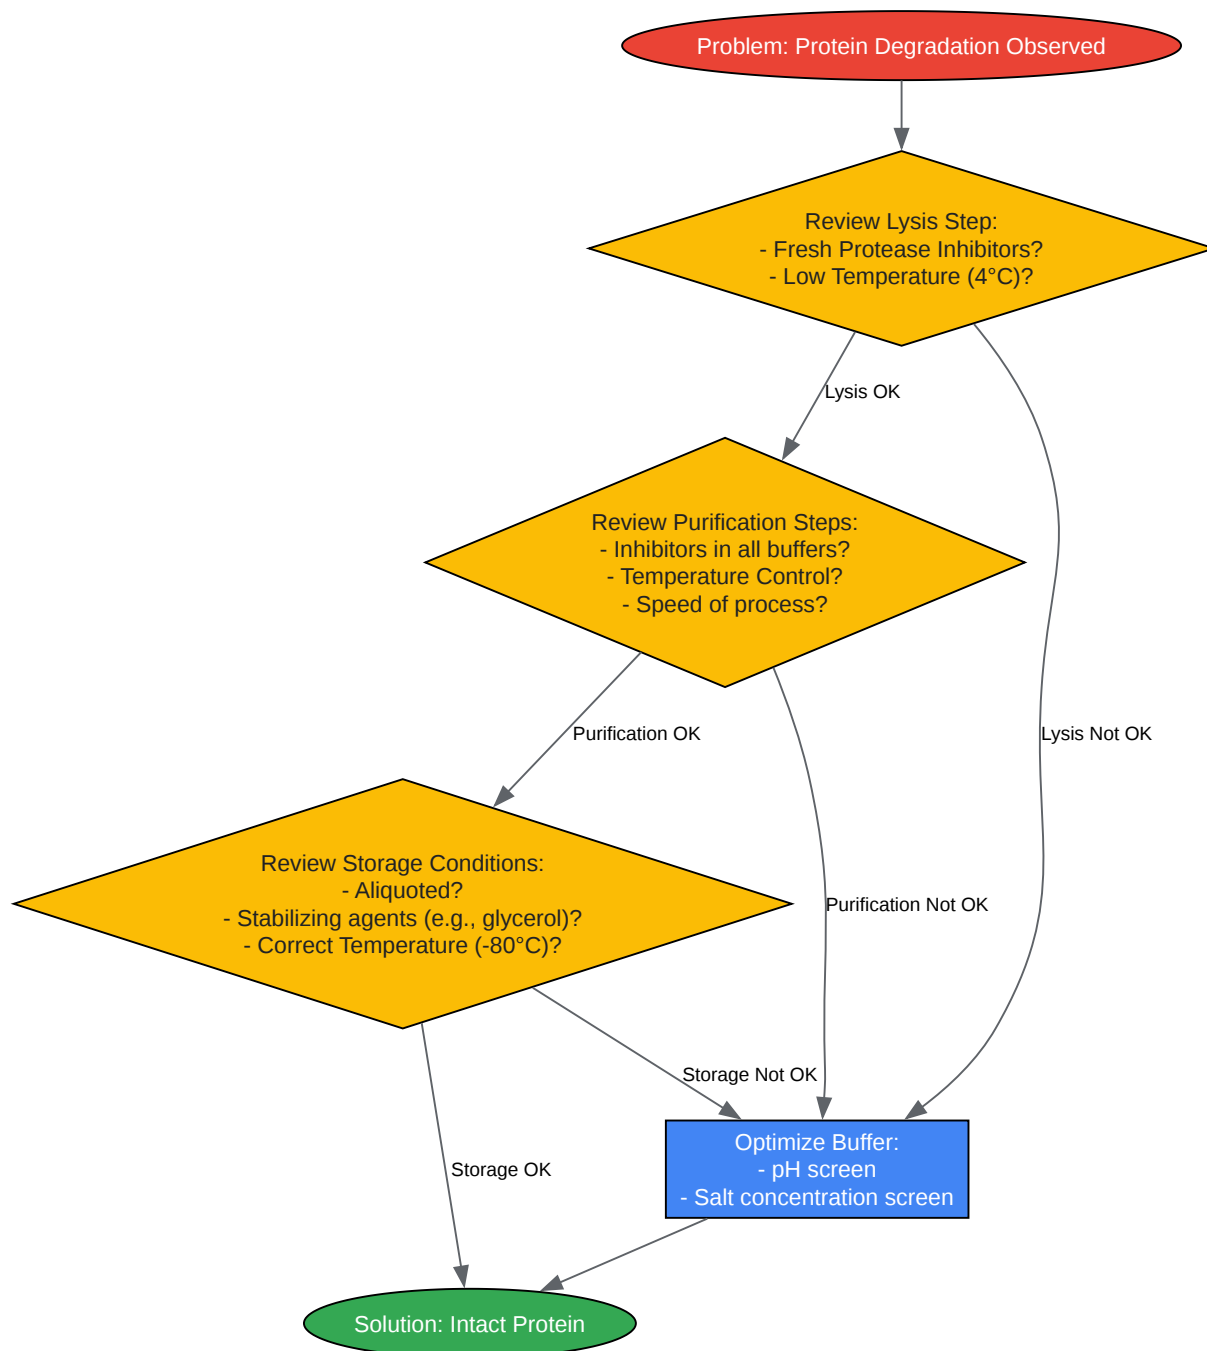 Problem: Protein Degradation Observed
Review Lysis Step:
- Fresh Protease Inhibitors?
- Low Temperature (4°C)?
Lysis OK
Review Purification Steps:
- Inhibitors in all buffers?
- Temperature Control?
- Speed of process?
Purification OK
Lysis Not OK
Review Storage Conditions:
- Aliquoted?
- Stabilizing agents (e.g., glycerol)?
- Correct Temperature (-80°C)?
Purification Not OK
Storage Not OK
Storage OK
Optimize Buffer:
- pH screen
- Salt concentration screen
Solution: Intact Protein